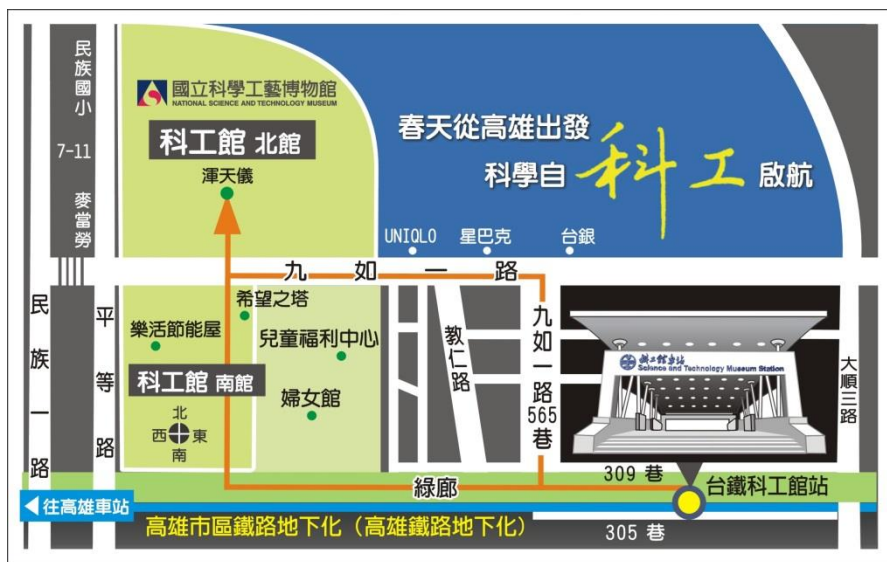 民族國小
7-11
麥當勞
國立科學工藝博物館
NATIONAL SCIENCE AND TECHNOLOGY MUSEUM
科工館 北館
渾天儀
春天從高雄出發
科學自 科工 啟航
UNIQLO
星巴克
台銀
九如一路
民族一路
平等路
樂活節能屋
希望之塔
兒童福利中心
科工館 南館
婦女館
北
西 東
南
教仁路
九如一路565巷
科工館車站
Science and Technology Museum Station
大順三路
309 巷
綠廊
台鐵科工館站
往高雄車站
高雄市區鐵路地下化（高雄鐵路地下化）
305 巷